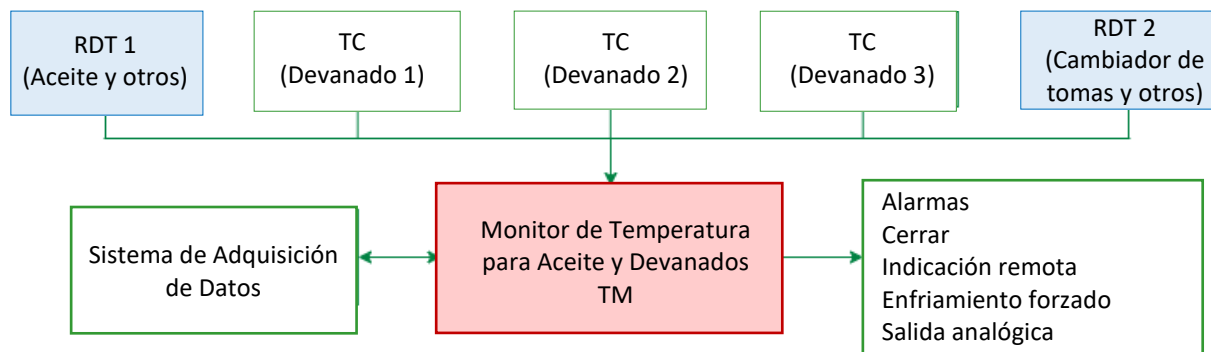 RDT 1
(Aceite y otros)
TC
(Devanado 1)
TC
(Devanado 2)
TC
(Devanado 3)
RDT 2
(Cambiador de
tomas y otros)
Sistema de Adquisición
de Datos
Monitor de Temperatura
para Aceite y Devanados
TM
Alarmas
Cerrar
Indicación remota
Enfriamiento forzado
Salida analógica